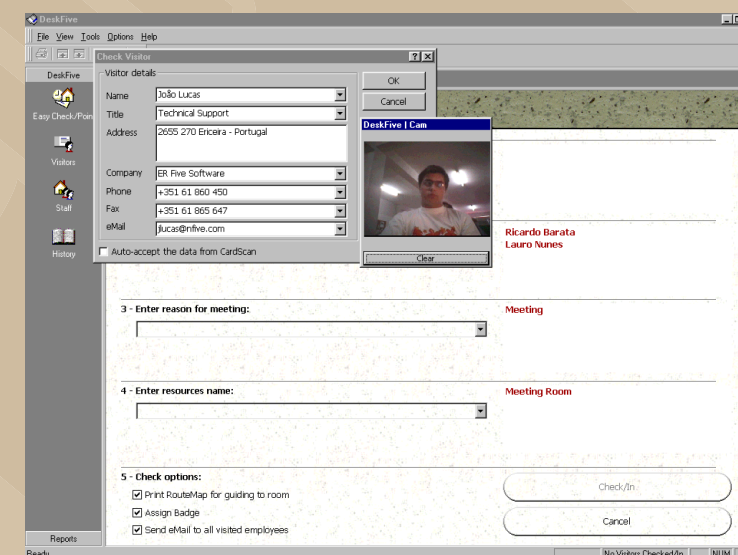 DeskFive
File View Tools Options Help
DeskFive
Easy Check/Poin
Visitors
Staff
History
Reports
Ready
Check Visitor
Visitor details
Name João Lucas
Title Technical Support
Address 2655 270 Ericeira - Portugal
Company ER Five Software
Phone +351 61 860 450
Fax +351 61 865 647
eMail jlucas@nfive.com
Auto-accept the data from CardScan
OK
Cancel
DeskFive | Cam
Clear
Ricardo Barata
Lauro Nunes
3 - Enter reason for meeting:
Meeting
4 - Enter resources name:
Meeting Room
5 - Check options:
Print RouteMap for guiding to room
Assign Badge
Send eMail to all visited employees
Check/In
Cancel
No Visitors Checked/In NUM